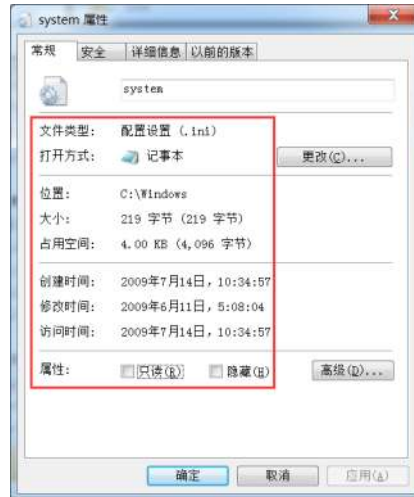 system 属性
常规 安全 详细信息 以前的版本
system
文件类型: 配置设置 (.ini)
打开方式: 记事本 更改(C)...
位置: C:\Windows
大小: 219 字节 (219 字节)
占用空间: 4.00 KB (4,096 字节)
创建时间: 2009年7月14日，10:34:57
修改时间: 2009年6月11日，5:08:04
访问时间: 2009年7月14日，10:34:57
属性: 只读(R) 隐藏(H) 高级(D)...
确定 取消 应用(A)